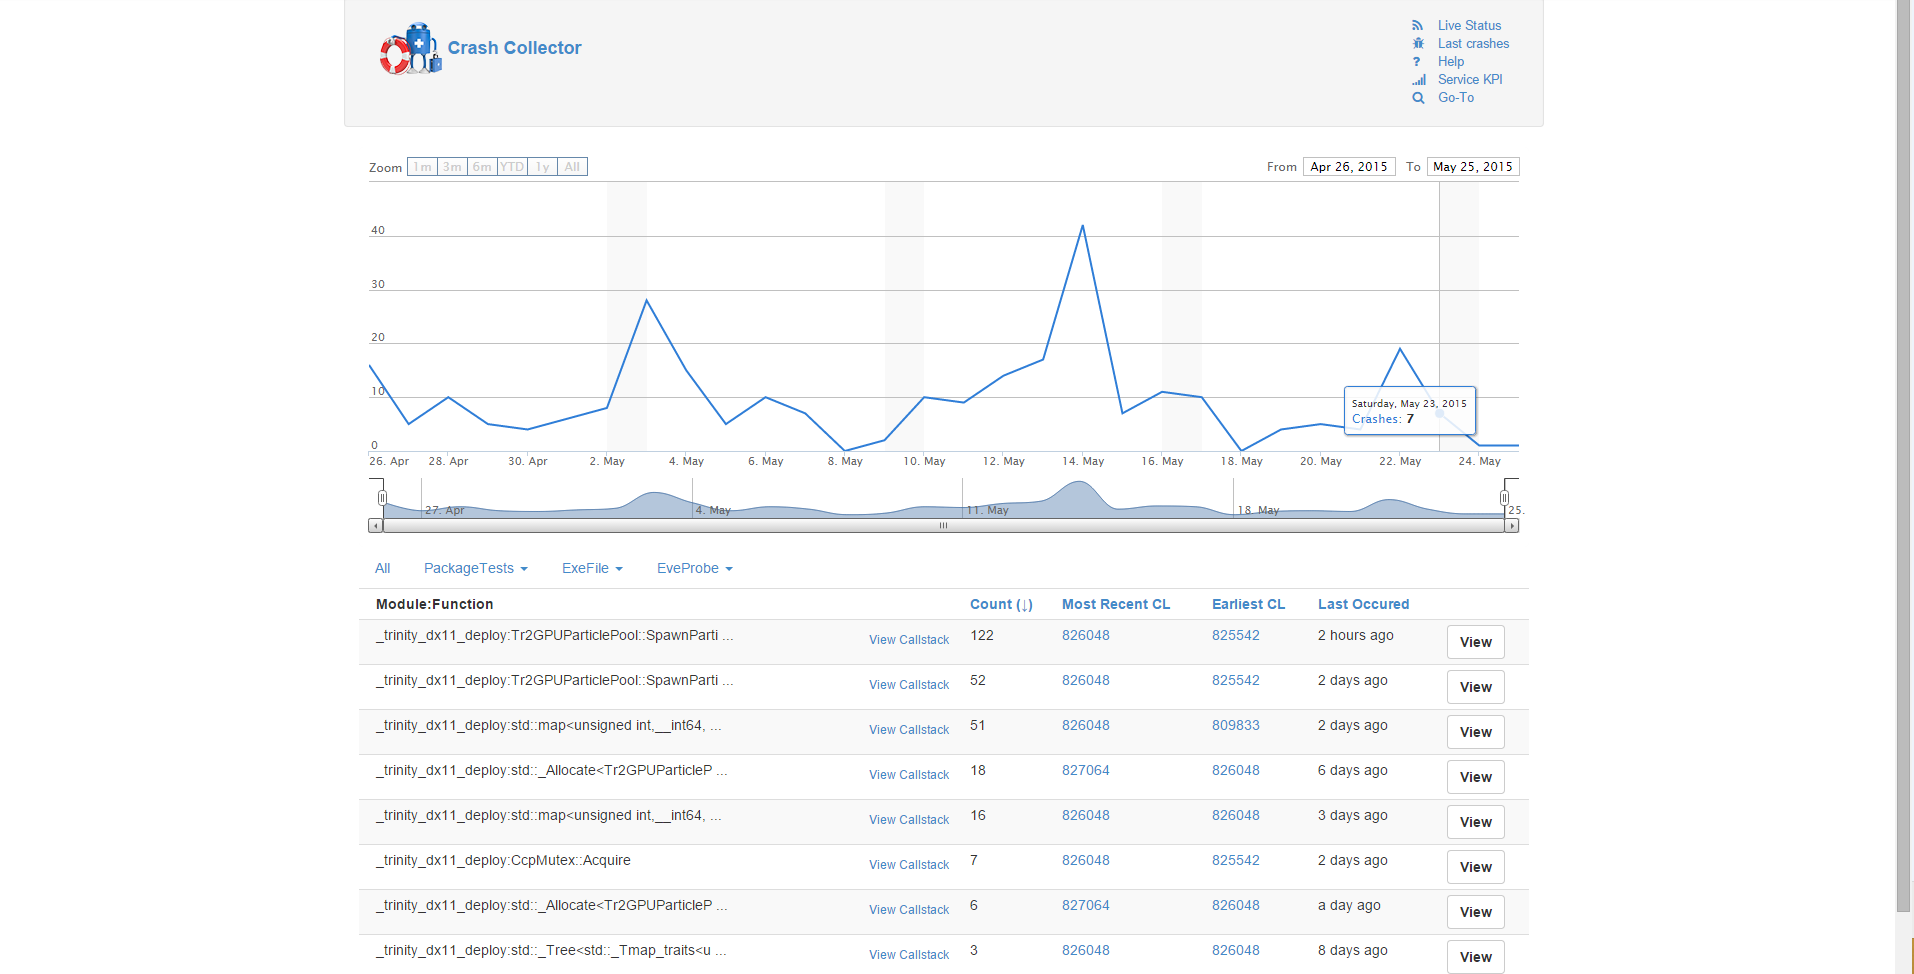 Crash Collector
Live Status
Last crashes
? Help
Service KPI
Go-To
Zoom 1m 3m 6m YTD 1y All From Apr 26, 2015 To May 25, 2015
40
30
20
10
0
Saturday, May 23, 2015
Crashes: 7
26. Apr 28. Apr 30. Apr 2. May 4. May 6. May 8. May 10. May 12. May 14. May 16. May 18. May 20. May 22. May 24. May
27. Apr 4. May 11. May 18. May 25.
All PackageTests ExeFile EveProbe
Module:Function Count (↓) Most Recent CL Earliest CL Last Occured
_trinity_dx11_deploy:Tr2GPUParticlePool::SpawnParti ... View Callstack 122 826048 825542 2 hours ago View
_trinity_dx11_deploy:Tr2GPUParticlePool::SpawnParti ... View Callstack 52 826048 825542 2 days ago View
_trinity_dx11_deploy:std::map<unsigned int,__int64, ... View Callstack 51 826048 809833 2 days ago View
_trinity_dx11_deploy:std::_Allocate<Tr2GPUParticleP ... View Callstack 18 827064 826048 6 days ago View
_trinity_dx11_deploy:std::map<unsigned int,__int64, ... View Callstack 16 826048 826048 3 days ago View
_trinity_dx11_deploy:CcpMutex::Acquire View Callstack 7 826048 825542 2 days ago View
_trinity_dx11_deploy:std::_Allocate<Tr2GPUParticleP ... View Callstack 6 827064 826048 a day ago View
_trinity_dx11_deploy:std::_Tree<std::_Tmap_traits<u ... View Callstack 3 826048 826048 8 days ago View